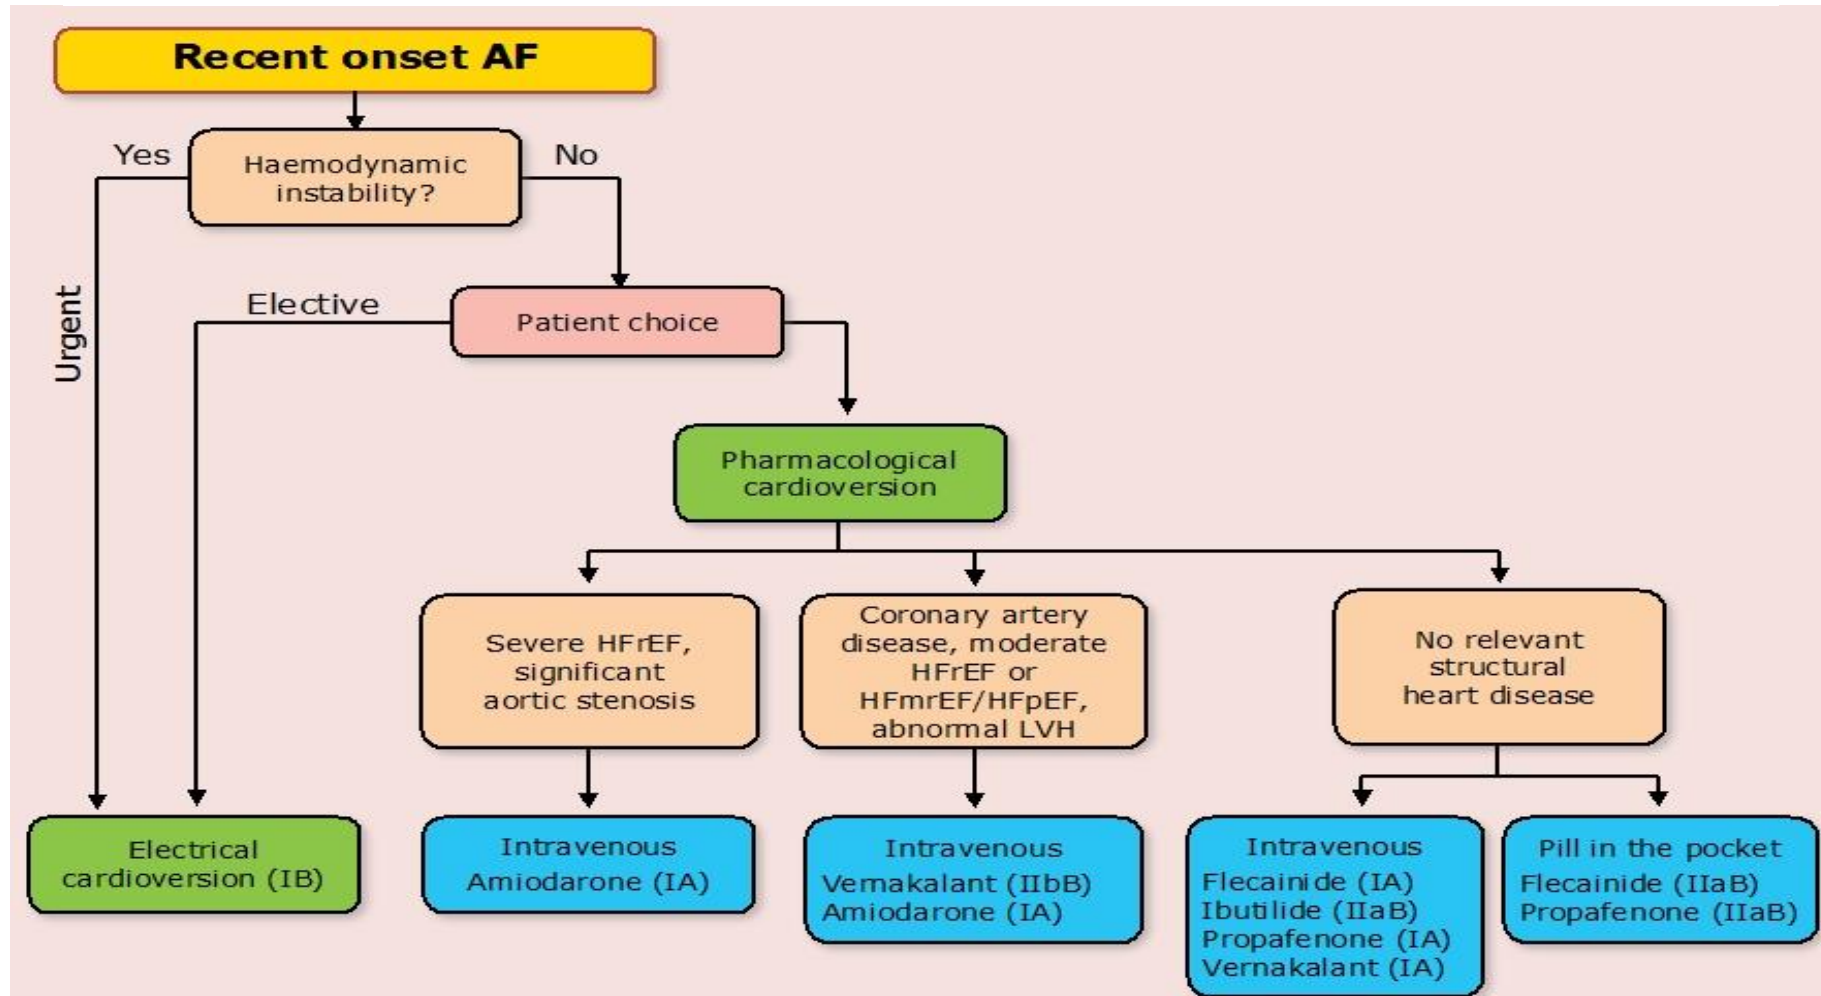 Recent onset AF
Yes
Haemodynamic
instability?
No
Urgent
Elective
Patient choice
Pharmacological
cardioversion
Severe HFrEF,
significant
aortic stenosis
Coronary artery
disease, moderate
HFrEF or
HFmrEF/HFpEF,
abnormal LVH
No relevant
structural
heart disease
Electrical
cardioversion (IB)
Intravenous
Amiodarone (IA)
Intravenous
Vernakalant (IIbB)
Amiodarone (IA)
Intravenous
Flecainide (IA)
Ibutilide (IIaB)
Propafenone (IA)
Vernakalant (IA)
Pill in the pocket
Flecainide (IIaB)
Propafenone (IIaB)